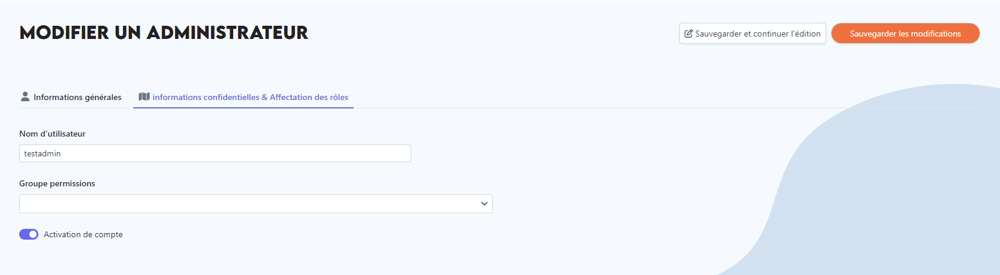 MODIFIER UN ADMINISTRATEUR
Sauvegarder et continuer l'édition
Sauvegarder les modifications
Informations générales
informations confidentielles & Affectation des rôles
Nom d'utilisateur
testadmin
Groupe permissions
Activation de compte